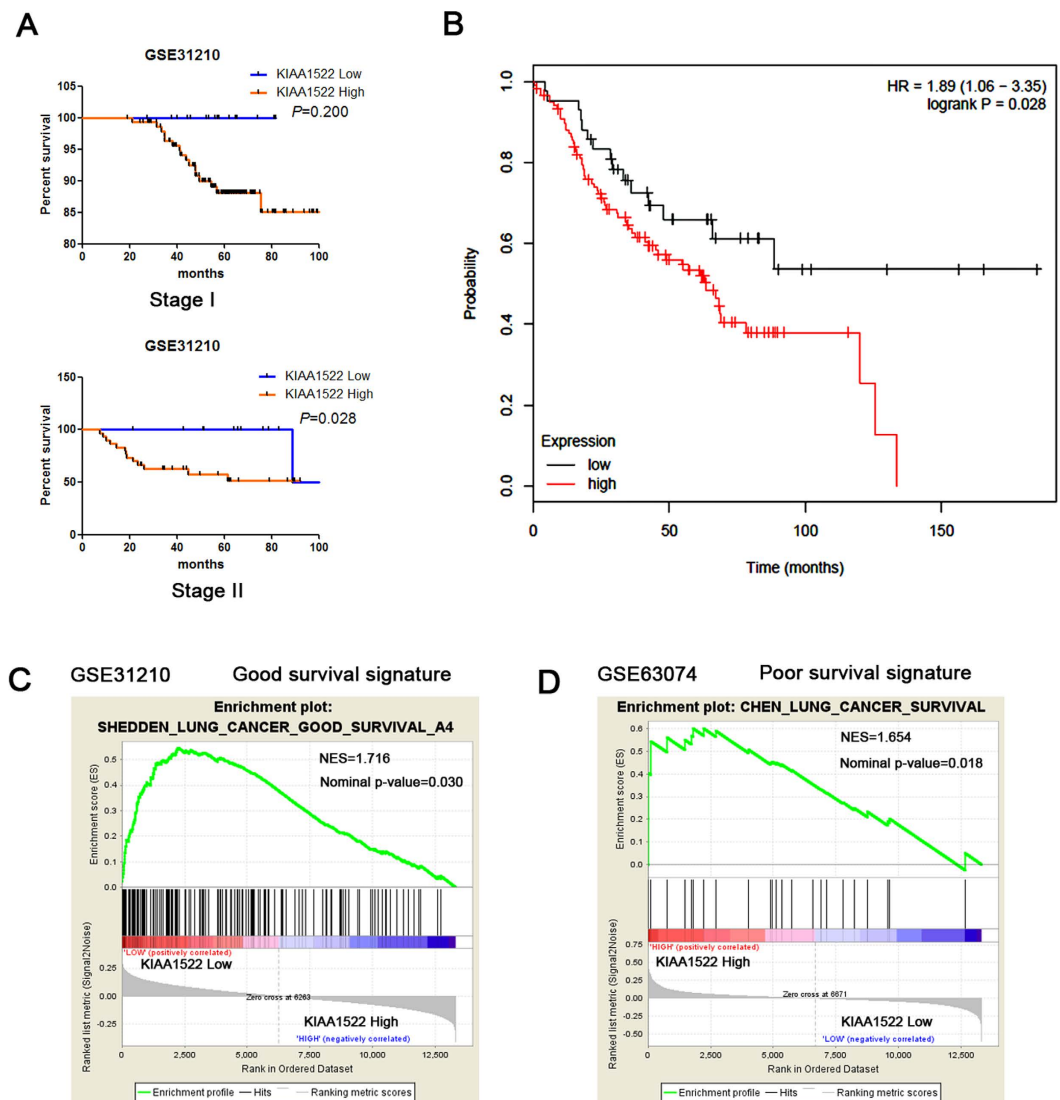 A
GSE31210
KIAA1522 Low
KIAA1522 High
P=0.200
Percent survival
105
100
95
90
85
80
0 20 40 60 80 100
months
Stage I
GSE31210
KIAA1522 Low
KIAA1522 High
P=0.028
Percent survival
150
100
50
0
0 20 40 60 80 100
months
Stage II
B
HR = 1.89 (1.06 − 3.35)
logrank P = 0.028
Probability
1.0
0.8
0.6
0.4
0.2
0.0
Expression
low
high
0 50 100 150
Time (months)
C
GSE31210 Good survival signature
Enrichment plot:
SHEDDEN_LUNG_CANCER_GOOD_SURVIVAL_A4
NES=1.716
Nominal p-value=0.030
Enrichment score (ES)
0.5
0.4
0.3
0.2
0.1
0.0
'LOW' (positively correlated)
KIAA1522 Low
Ranked list metric (Signal2Noise)
0.25
0.00
-0.25
Zero cross at 6263
KIAA1522 High
'HIGH' (negatively correlated)
0 2,500 5,000 7,500 10,000 12,500
Rank in Ordered Dataset
Enrichment profile Hits Ranking metric scores
D
GSE63074 Poor survival signature
Enrichment plot: CHEN_LUNG_CANCER_SURVIVAL
NES=1.654
Nominal p-value=0.018
Enrichment score (ES)
0.6
0.5
0.4
0.3
0.2
0.1
0.0
'HIGH' (positively correlated)
KIAA1522 High
Ranked list metric (Signal2Noise)
0.75
0.50
0.25
0.00
-0.25
-0.50
Zero cross at 6671
KIAA1522 Low
'LOW' (negatively correlated)
0 2,500 5,000 7,500 10,000 12,500
Rank in Ordered Dataset
Enrichment profile Hits Ranking metric scores